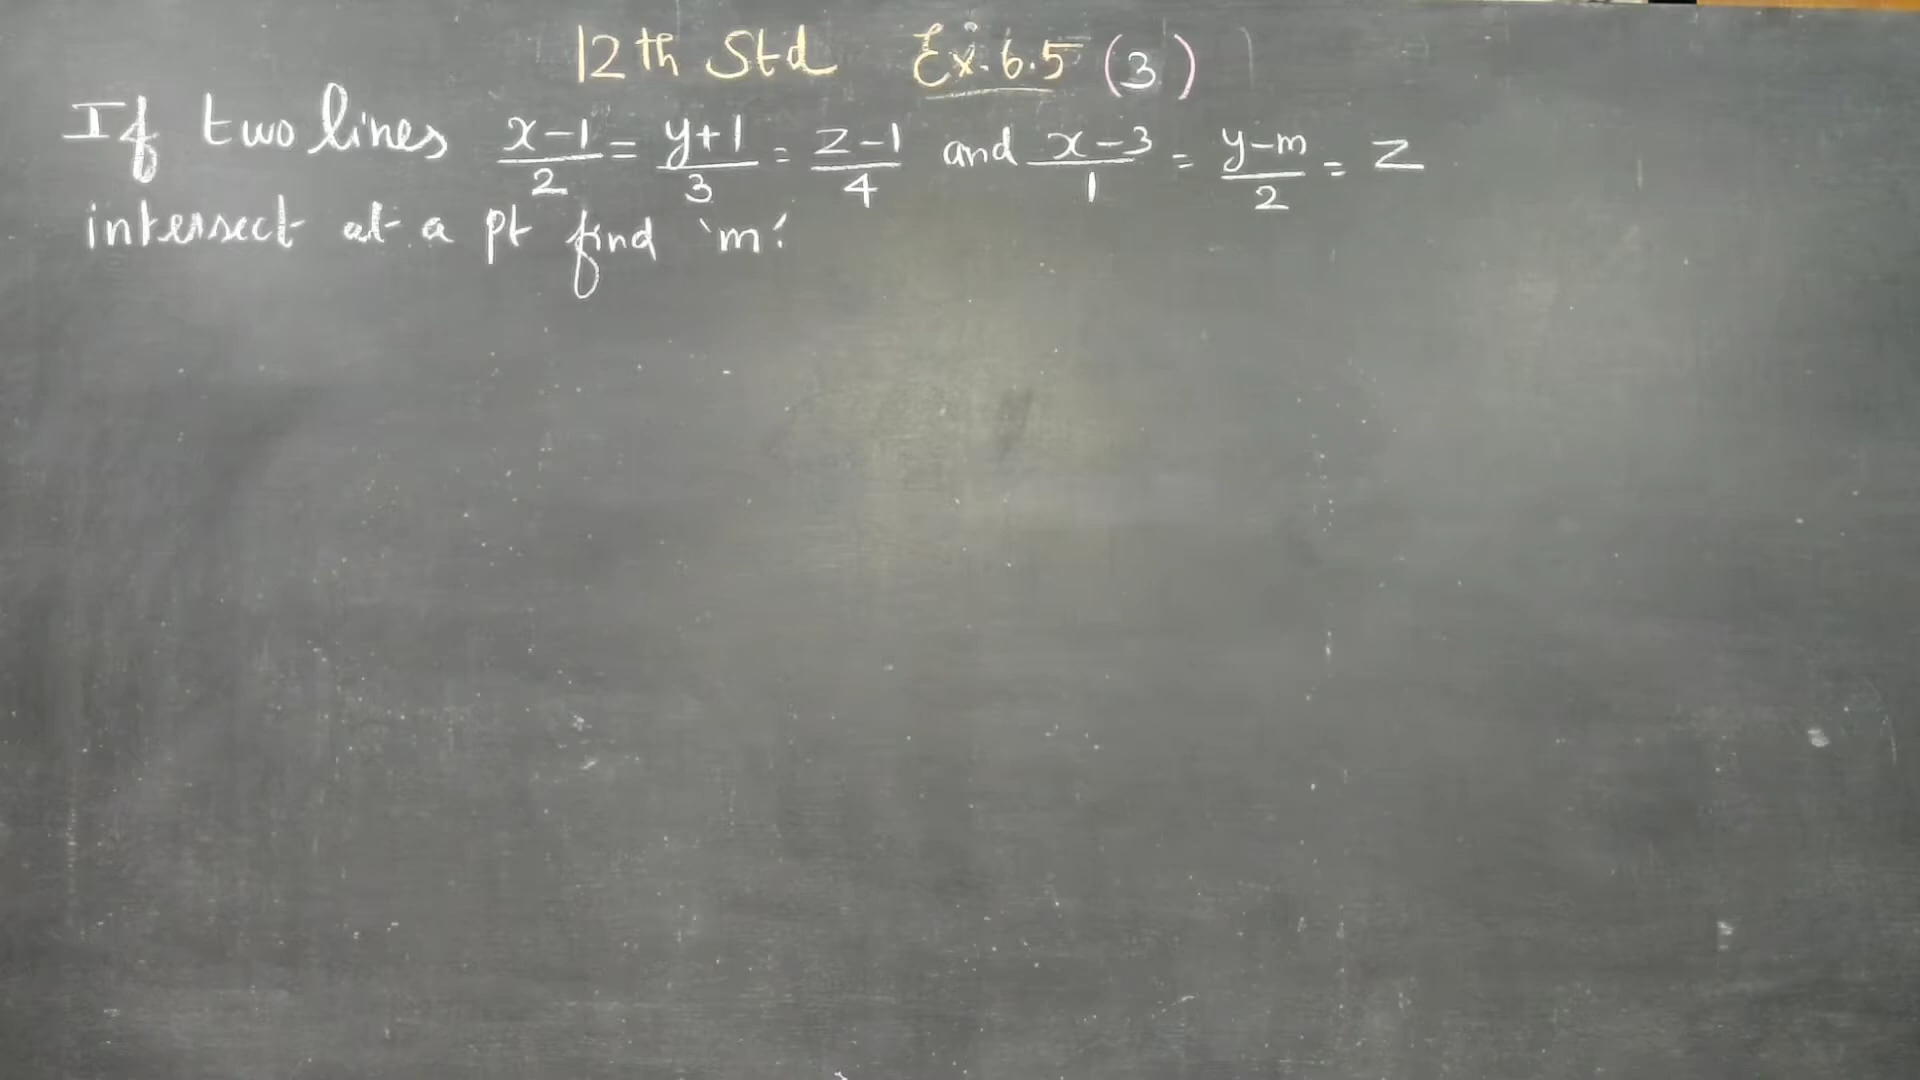 12th Std Ex. 6.5 (3)
If two lines x-1/2 = y+1/3 = z-1/4 and x-3/1 = y-m/2 = z
intersect at a pt find 'm'.